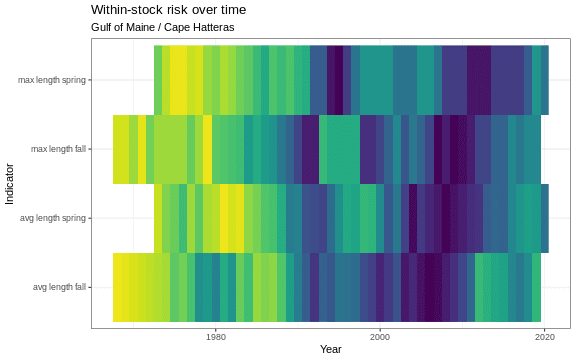 Within-stock risk over time
Gulf of Maine / Cape Hatteras
Indicator
max length spring
max length fall
avg length spring
avg length fall
1980
2000
2020
Year